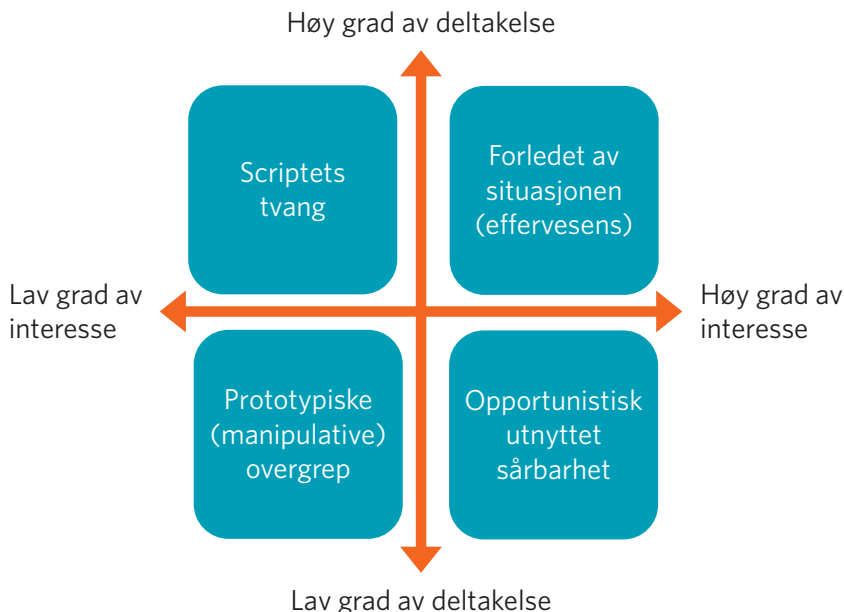 Høy grad av deltakelse
Scriptets
tvang
Forledet av
situasjonen
(effervesens)
Lav grad av
interesse
Høy grad av
interesse
Prototypiske
(manipulative)
overgrep
Opportunistisk
utnyttet
sårbarhet
Lav grad av deltakelse